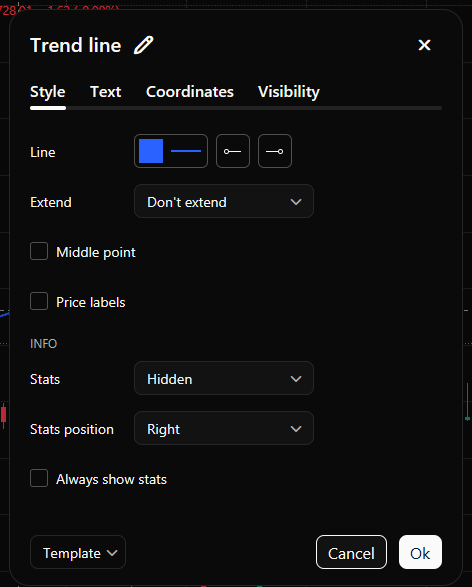 Trend line
Style Text Coordinates Visibility
Line
Extend Don't extend
Middle point
Price labels
INFO
Stats Hidden
Stats position Right
Always show stats
Template Cancel Ok